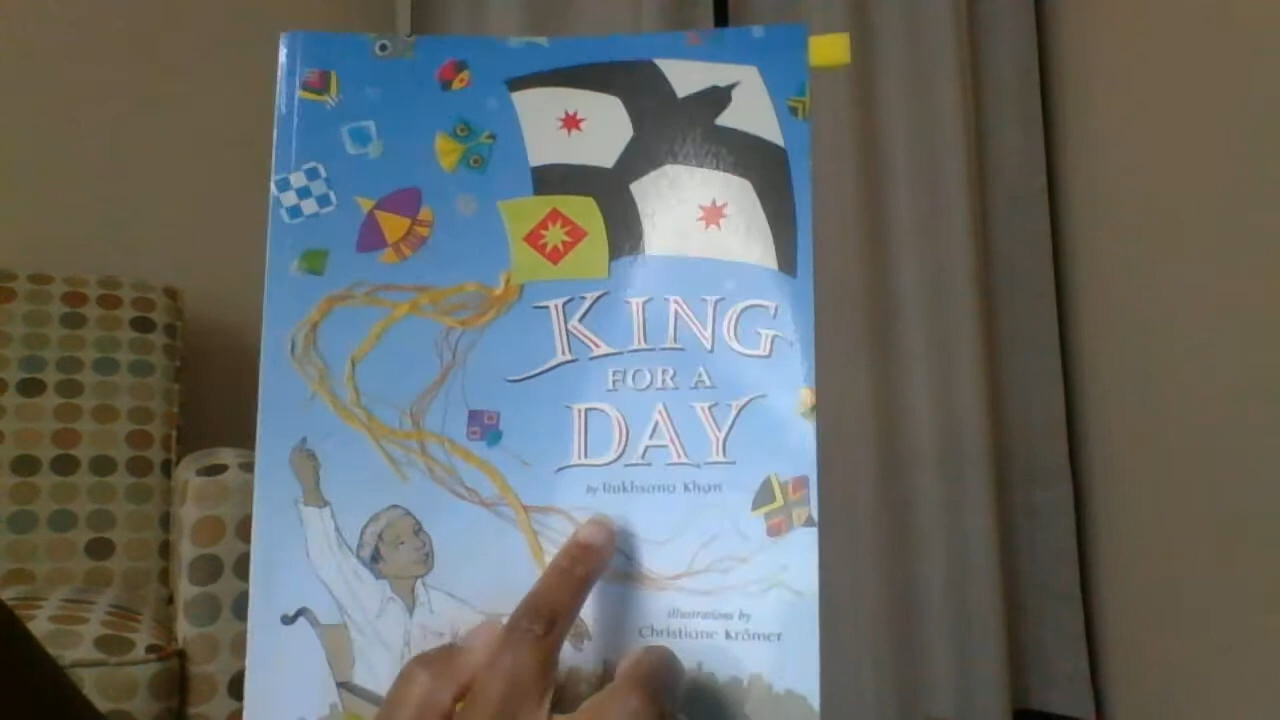 KING
FOR A
DAY
by Rukhsana Khan
illustrations by
Christiane Krömer